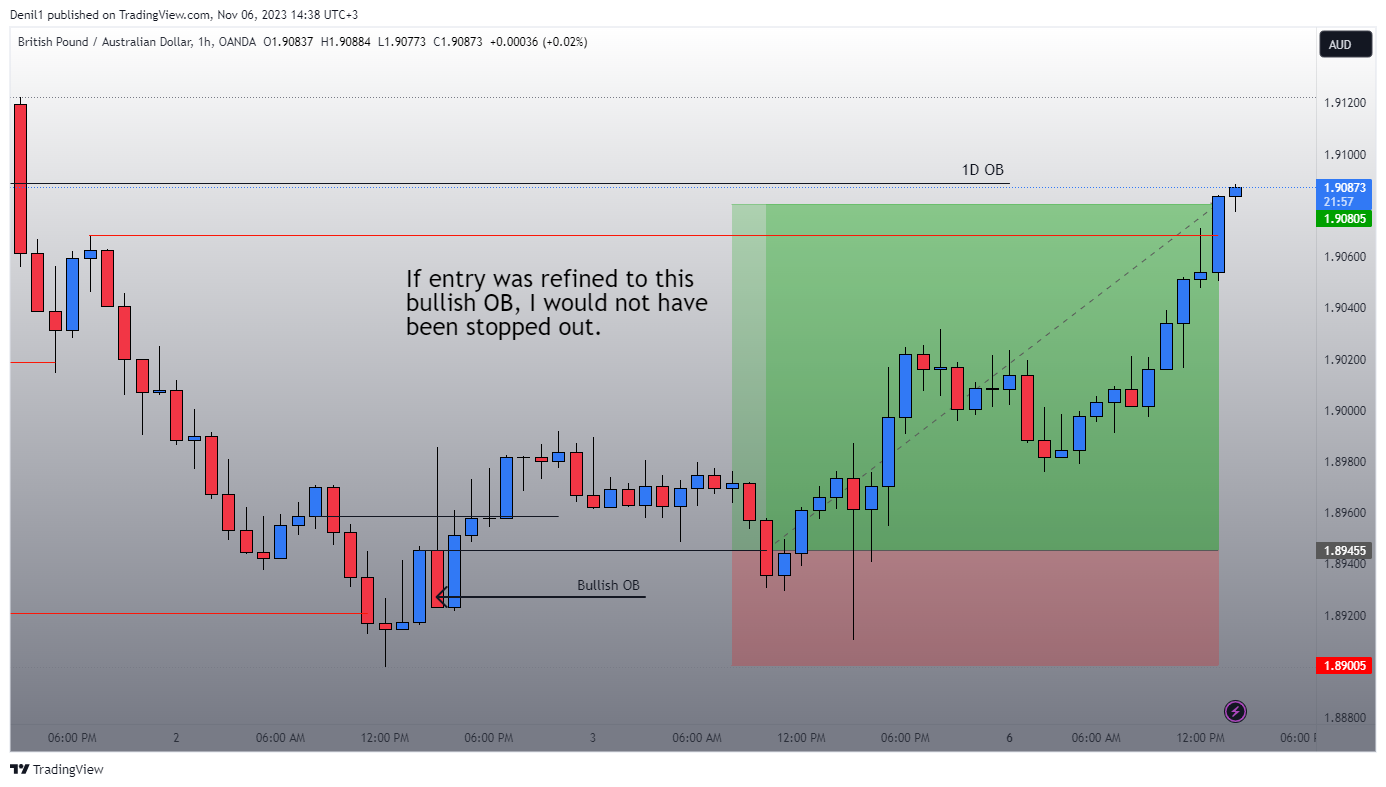 Denil1 published on TradingView.com, Nov 06, 2023 14:38 UTC+3
British Pound / Australian Dollar, 1h, OANDA O1.90837 H1.90884 L1.90773 C1.90873 +0.00036 (+0.02%)
AUD
1.91200
1.91000
1D OB
1.90873
21:57
1.90805
1.90600
If entry was refined to this
bullish OB, I would not have
been stopped out.
1.90400
1.90200
1.90000
1.89800
1.89600
1.89455
1.89400
Bullish OB
1.89200
1.89005
1.88800
06:00 PM 2 06:00 AM 12:00 PM 06:00 PM 3 06:00 AM 12:00 PM 06:00 PM 6 06:00 AM 12:00 PM 06:00
TradingView